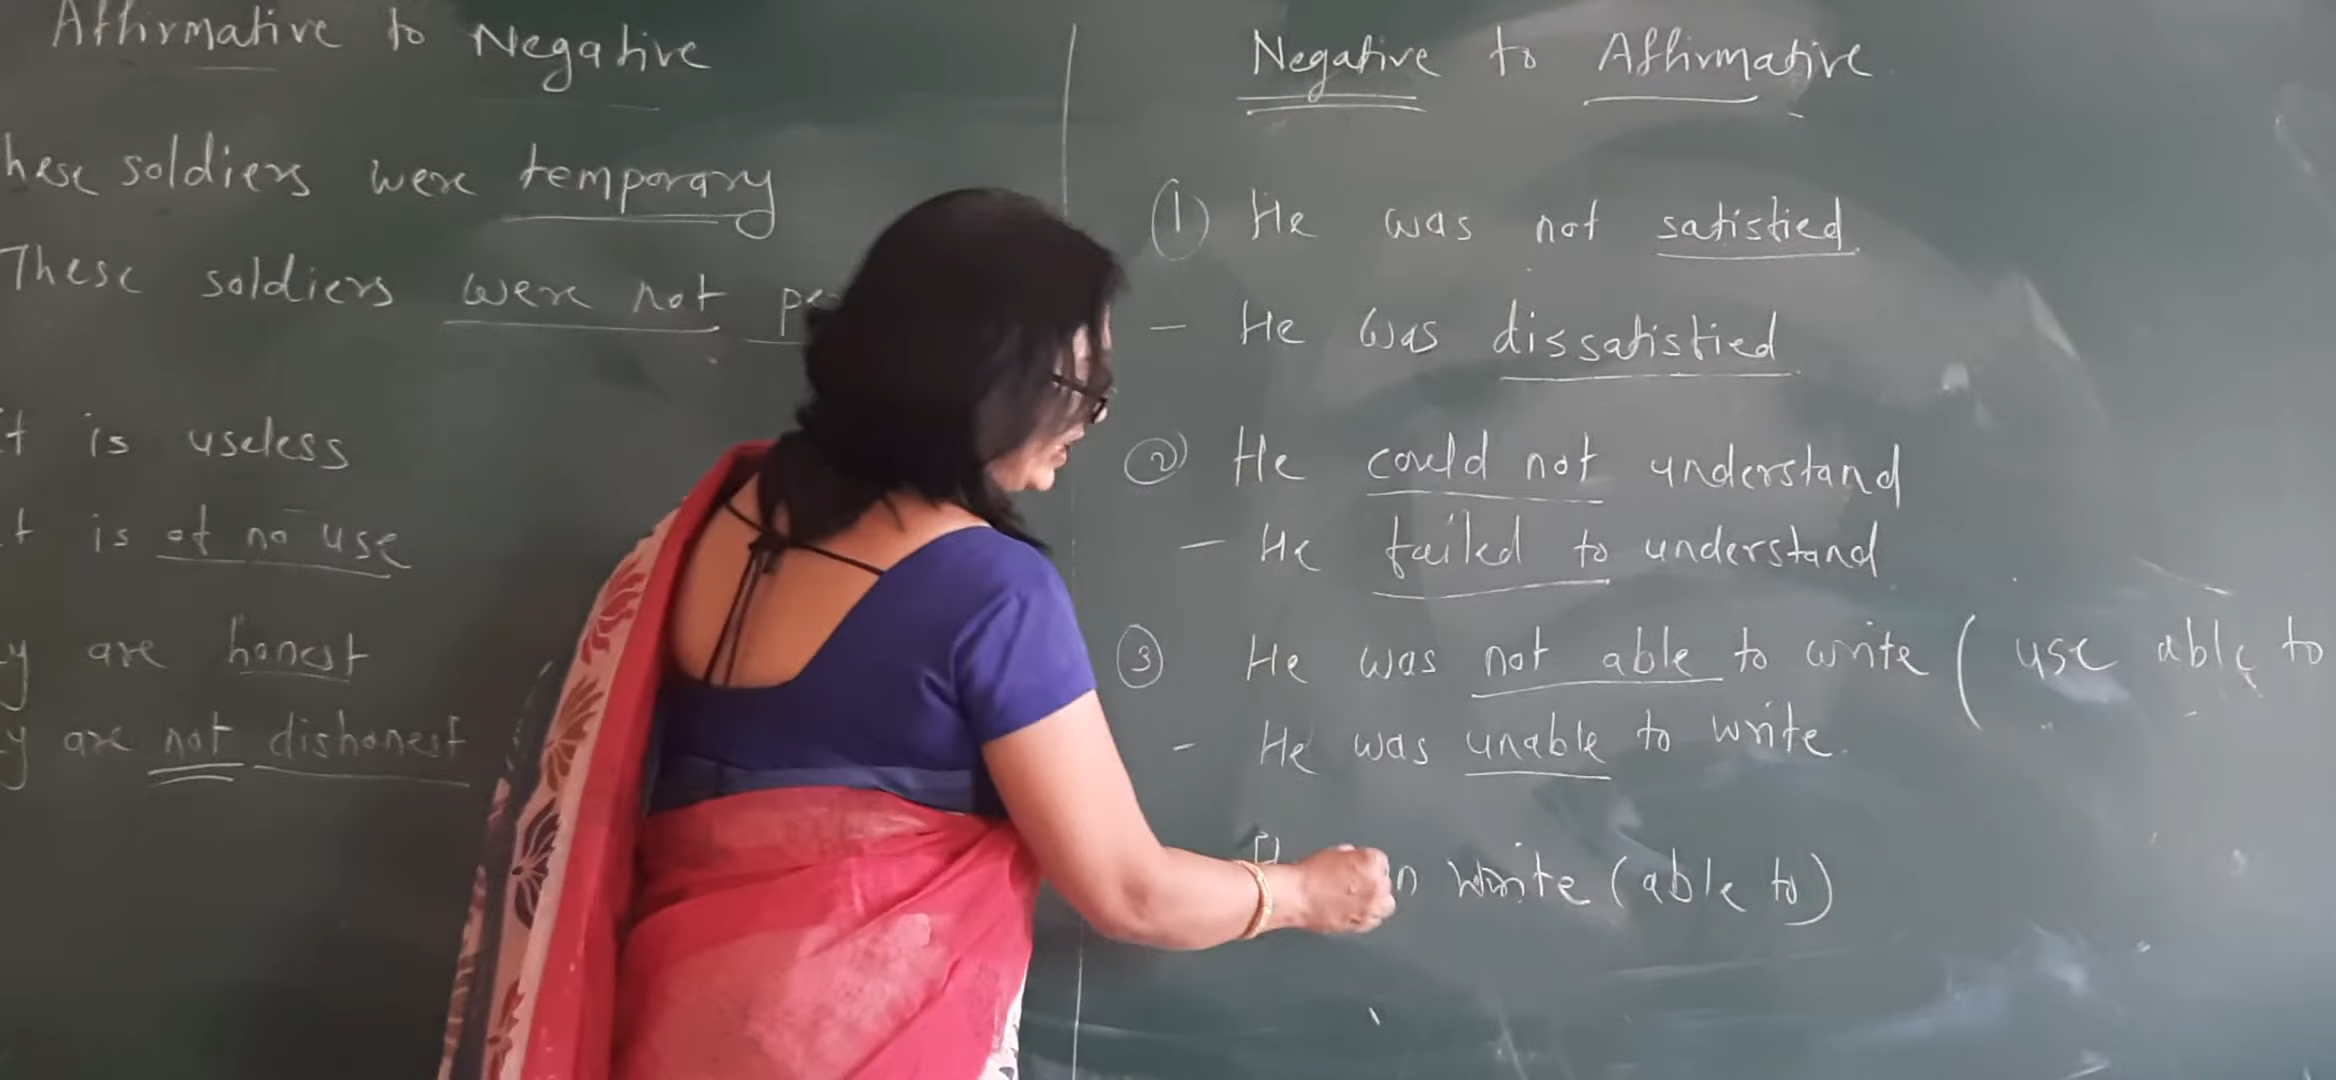 Affirmative to Negative
hese soldiers were temporary
These soldiers were not pe
t is useless
t is of no use
y are honest
y are not dishonest
Negative to Affirmative
① He was not satisfied.
- He was dissatisfied
② He could not understand
- He failed to understand
③ He was not able to write ( use able to
- He was unable to write.
write (able to)